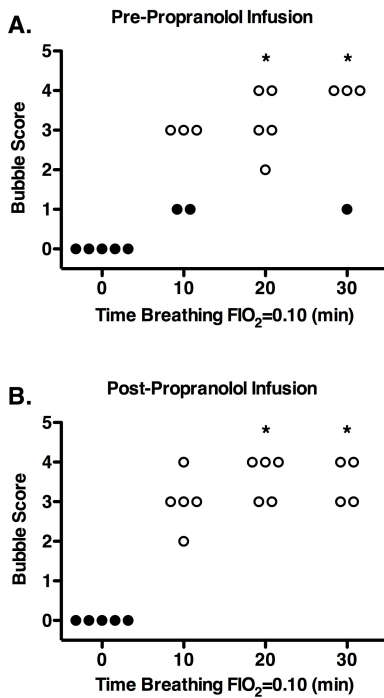 A.
Pre-Propranolol Infusion
5
4
3
2
1
0
Bubble Score
* *
0 10 20 30
Time Breathing FIO2=0.10 (min)
B.
Post-Propranolol Infusion
5
4
3
2
1
0
Bubble Score
* *
0 10 20 30
Time Breathing FIO2=0.10 (min)